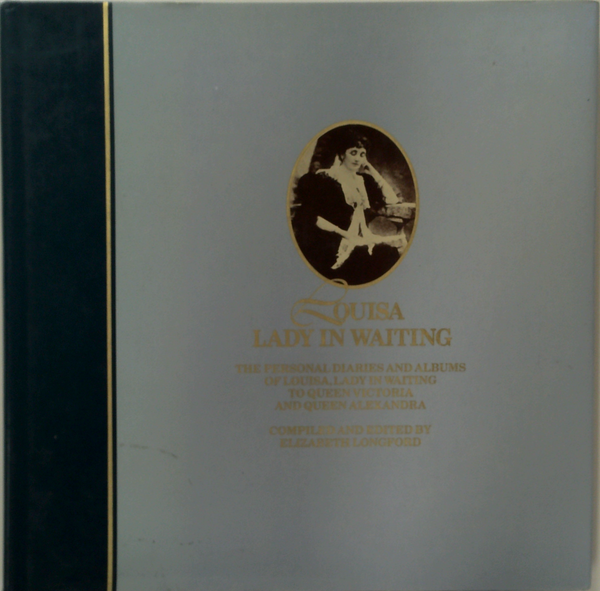 LOUISA
LADY IN WAITING
THE PERSONAL DIARIES AND ALBUMS
OF LOUISA, LADY IN WAITING
TO QUEEN VICTORIA
AND QUEEN ALEXANDRA
COMPILED AND EDITED BY
ELIZABETH LONGFORD